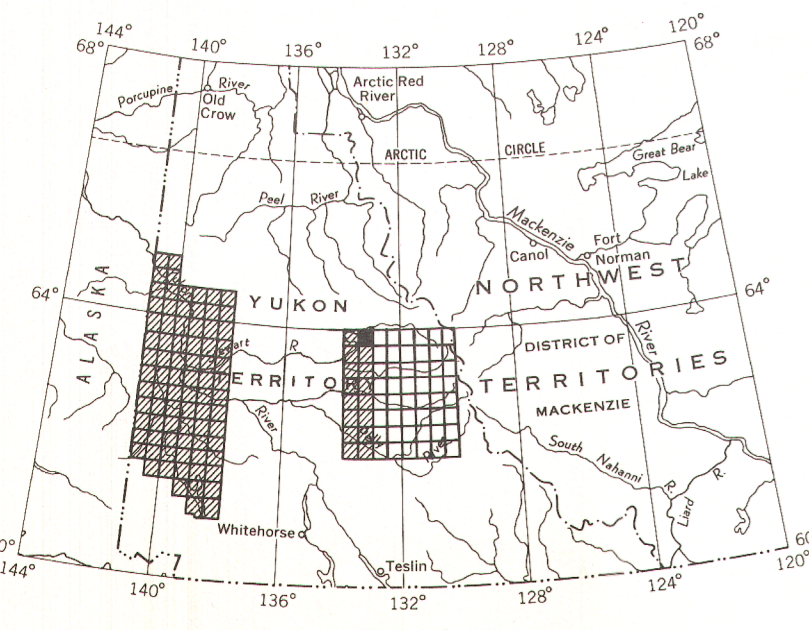 144°
140°
136°
132°
128°
124°
120°
68°
68°
Porcupine River
Old
Crow
Arctic Red
River
ARCTIC CIRCLE
Great Bear
Lake
Peel River
Mackenzie
Canol
Fort
Norman
NORTHWEST
64°
64°
ALASKA
YUKON
R.
TERRITORY
DISTRICT OF
TERRITORIES
MACKENZIE
River
River
River
South Nahanni R.
Liard R.
Whitehorse
Teslin
144°
140°
136°
132°
128°
124°
120°